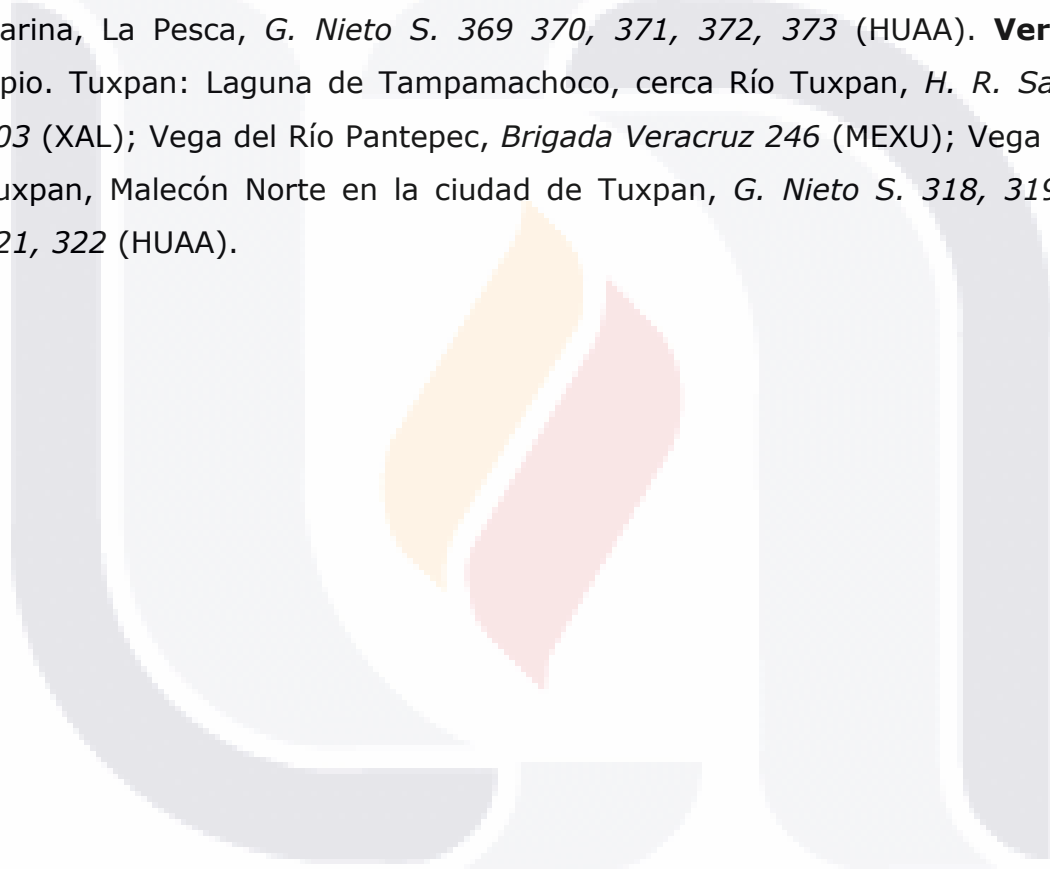 arina, La Pesca, G. Nieto S. 369 370, 371, 372, 373 (HUAA). Ver
pio. Tuxpan: Laguna de Tampamachoco, cerca Río Tuxpan, H. R. Sa
03 (XAL); Vega del Río Pantepec, Brigada Veracruz 246 (MEXU); Vega
uxpan, Malecón Norte en la ciudad de Tuxpan, G. Nieto S. 318, 319
21, 322 (HUAA).